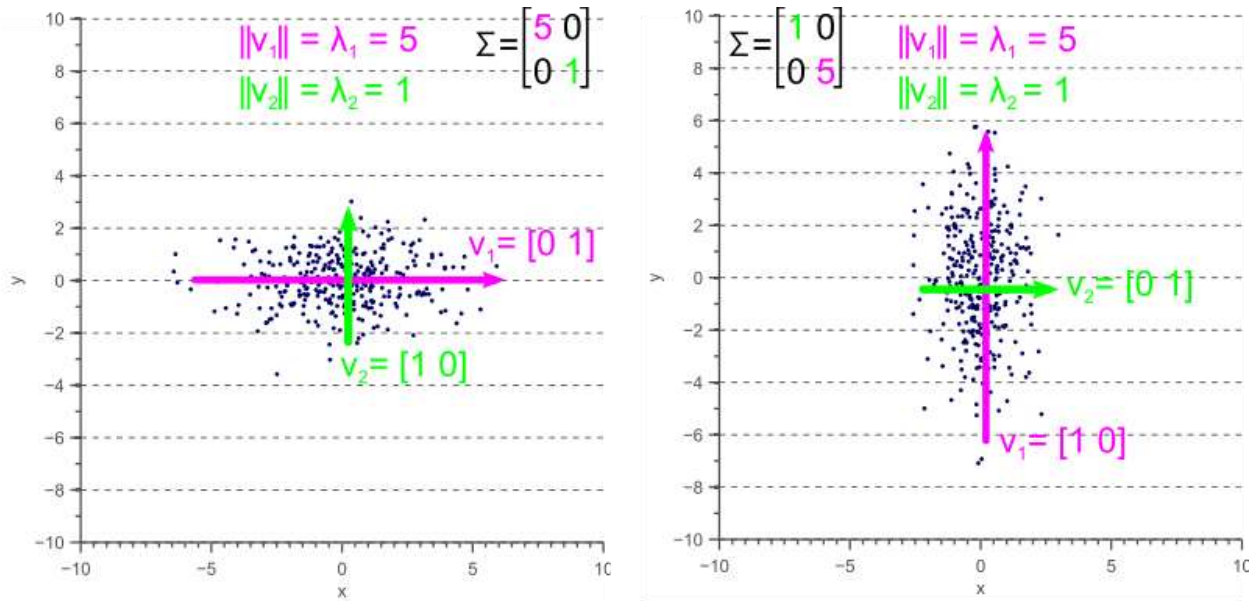 ‖v₁‖ = λ₁ = 5
‖v₂‖ = λ₂ = 1
Σ=[5 0
0 1]
10
8
6
4
2
0
−2
−4
−6
−8
−10
y
v₁= [0 1]
v₂= [1 0]
−10 −5 0 5 10
x
Σ=[1 0
0 5]
‖v₁‖ = λ₁ = 5
‖v₂‖ = λ₂ = 1
10
8
6
4
2
0
−2
−4
−6
−8
−10
y
v₂= [0 1]
v₁= [1 0]
−10 −5 0 5 10
x